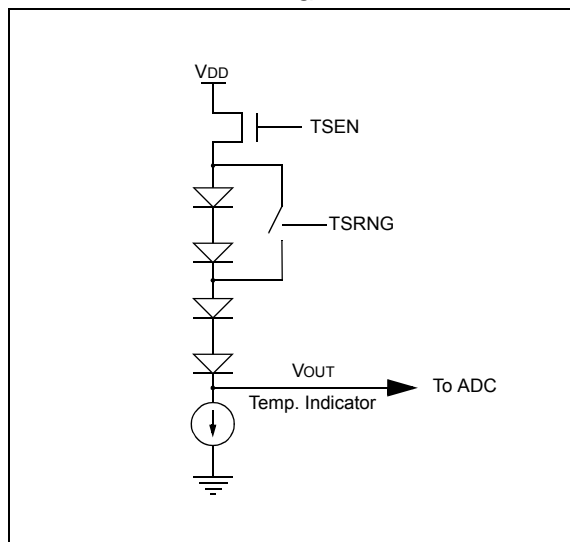 VDD
TSEN
TSRNG
VOUT
To ADC
Temp. Indicator